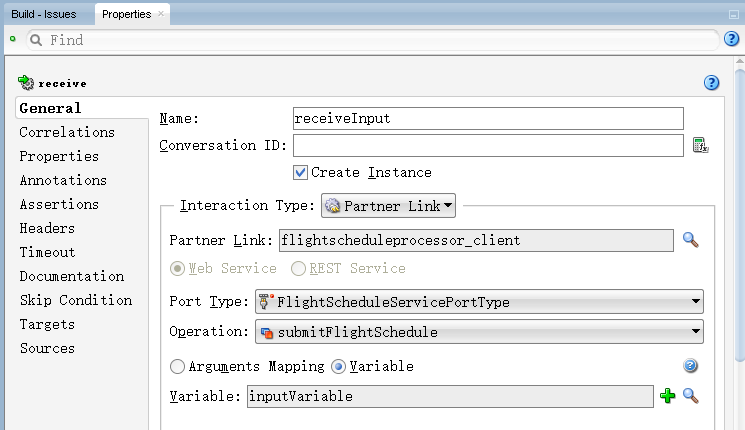 Build - Issues
Properties
Find
receive
General
Correlations
Properties
Annotations
Assertions
Headers
Timeout
Documentation
Skip Condition
Targets
Sources
Name: receiveInput
Conversation ID:
Create Instance
Interaction Type: Partner Link
Partner Link: flightscheduleprocessor_client
Web Service REST Service
Port Type: FlightScheduleServicePortType
Operation: submitFlightSchedule
Arguments Mapping Variable
Variable: inputVariable